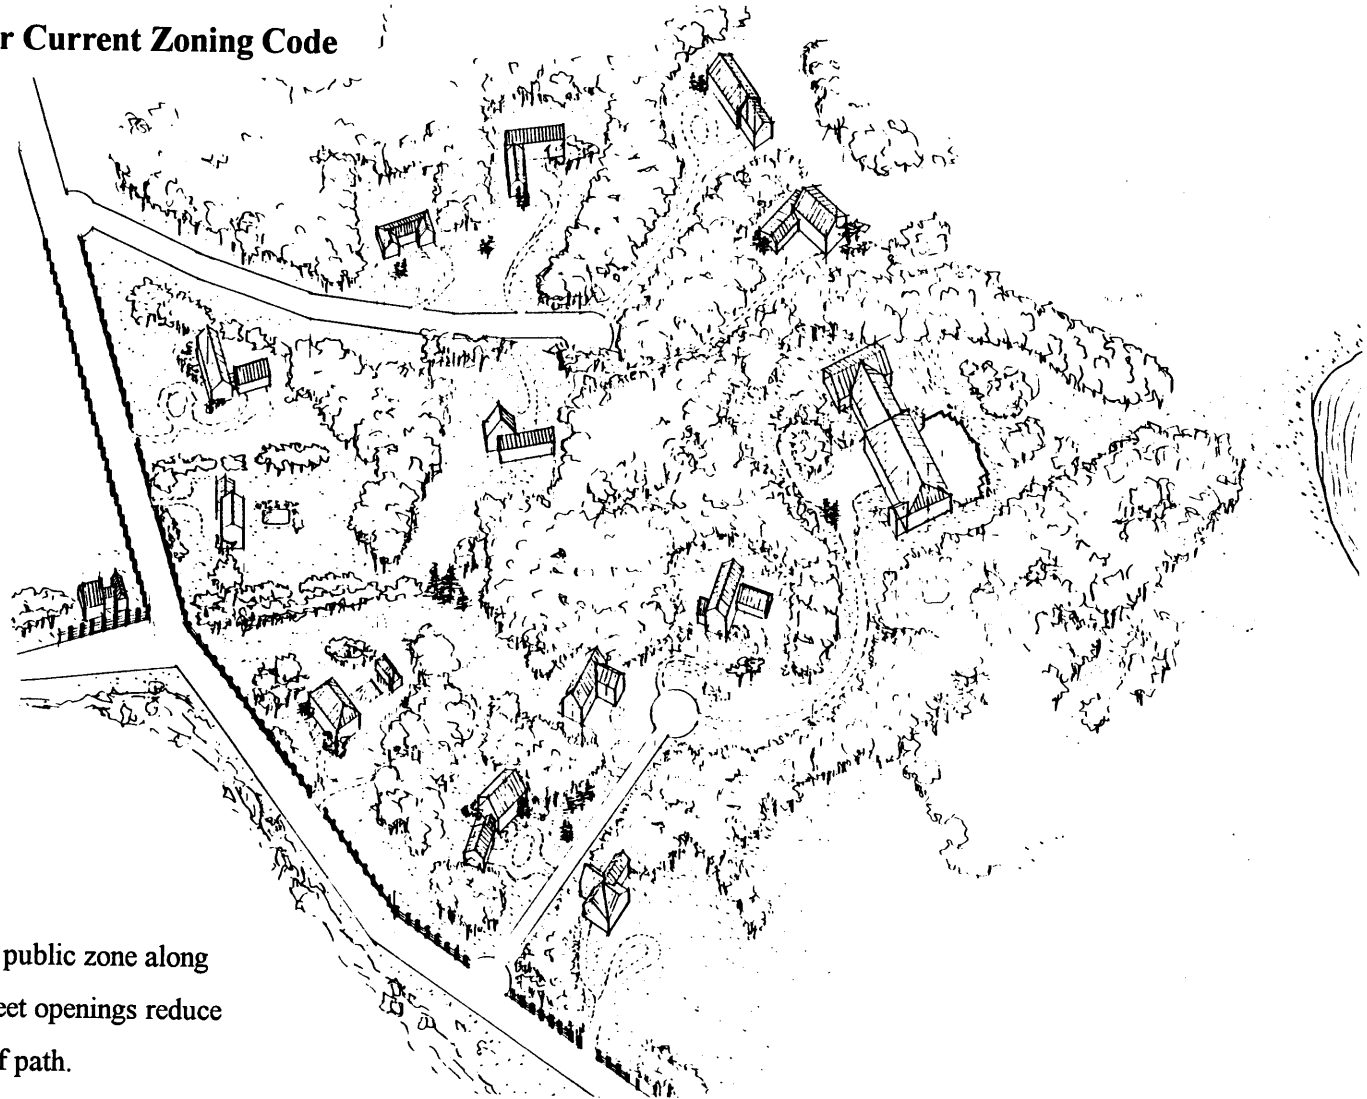 r Current Zoning Code
public zone along
eet openings reduce
f path.